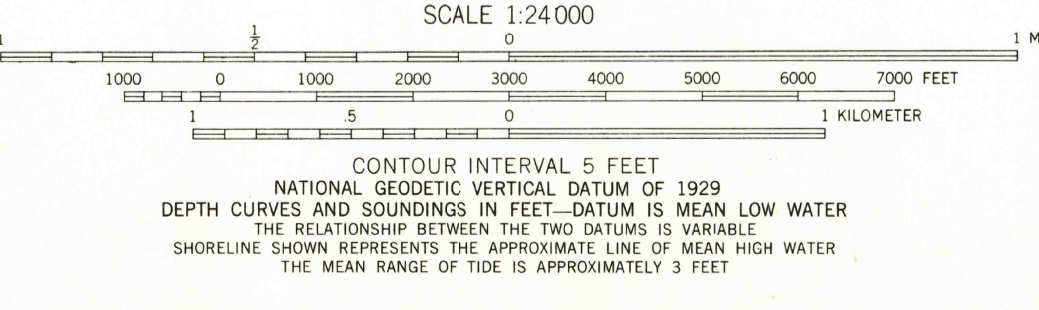 SCALE 1:24 000
1 1/2 0 1 M
1000 0 1000 2000 3000 4000 5000 6000 7000 FEET
1 .5 0 1 KILOMETER
CONTOUR INTERVAL 5 FEET
NATIONAL GEODETIC VERTICAL DATUM OF 1929
DEPTH CURVES AND SOUNDINGS IN FEET—DATUM IS MEAN LOW WATER
THE RELATIONSHIP BETWEEN THE TWO DATUMS IS VARIABLE
SHORELINE SHOWN REPRESENTS THE APPROXIMATE LINE OF MEAN HIGH WATER
THE MEAN RANGE OF TIDE IS APPROXIMATELY 3 FEET